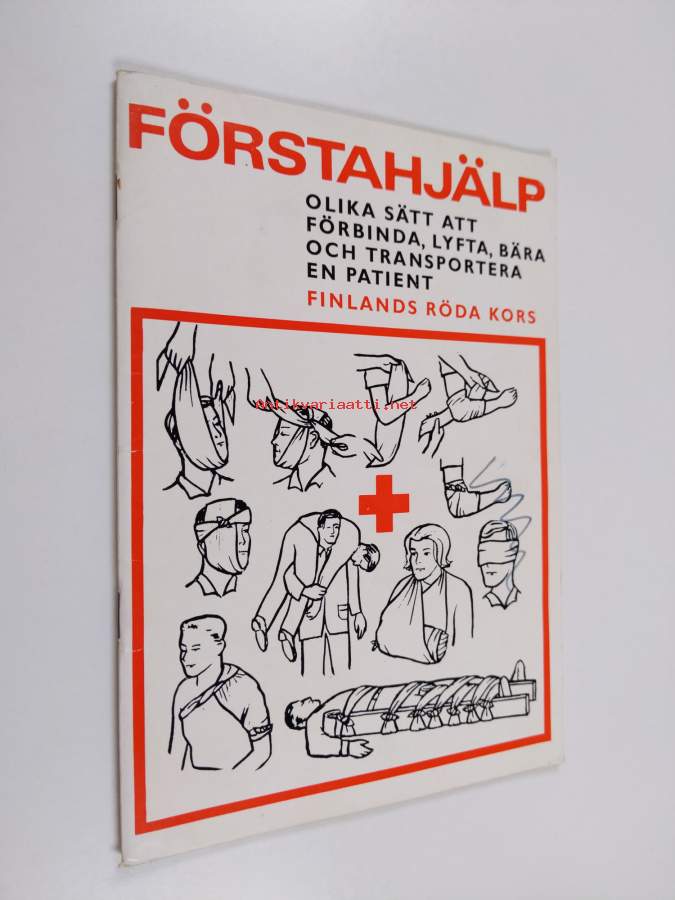 FÖRSTAHJÄLP
OLIKA SÄTT ATT
FÖRBINDA, LYFTA, BÄRA
OCH TRANSPORTERA
EN PATIENT
FINLANDS RÖDA KORS
Antikvariaatti.net